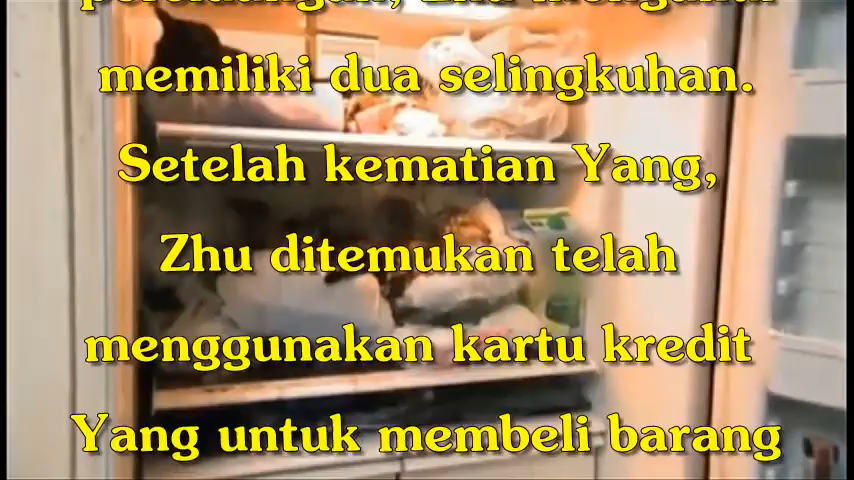 memiliki dua selingkuhan.
Setelah kematian Yang,
Zhu ditemukan telah
menggunakan kartu kredit
Yang untuk membeli barang